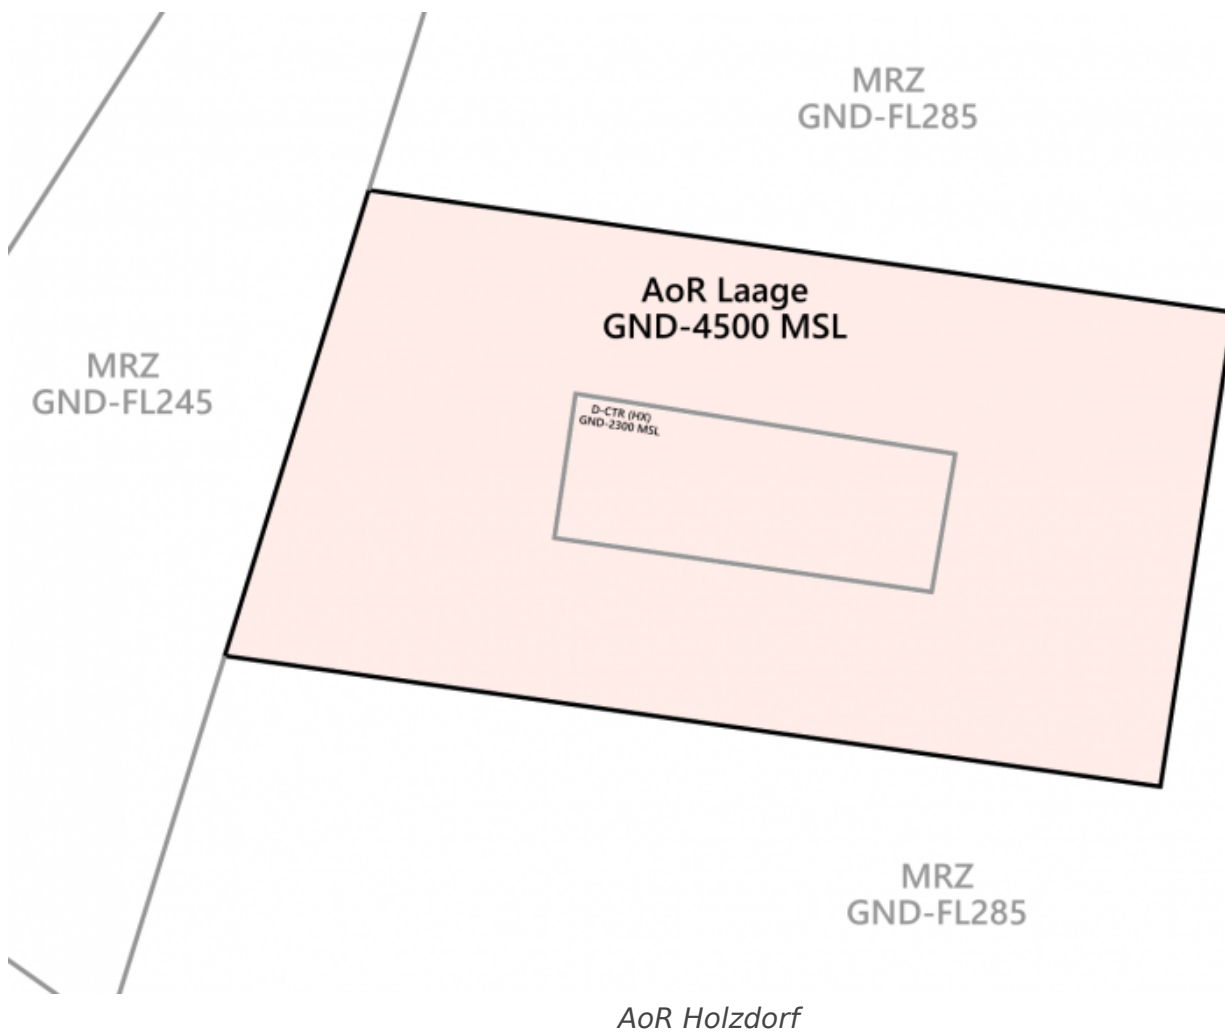 MRZ
GND-FL285
AoR Laage
GND-4500 MSL
MRZ
GND-FL245
D-CTR (HX)
GND-2300 MSL
MRZ
GND-FL285
AoR Holzdorf